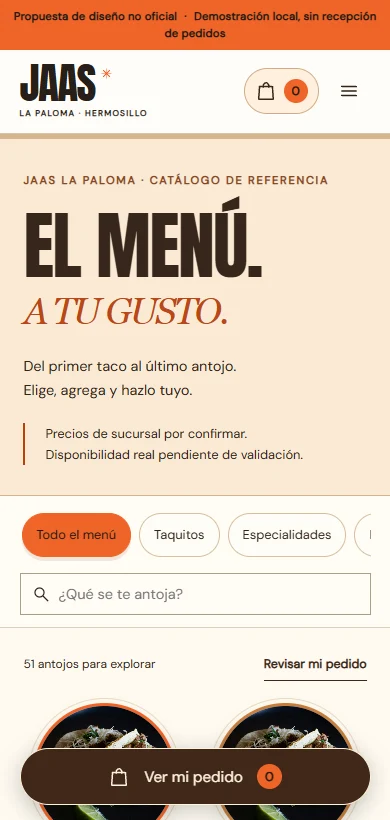 Propuesta de diseño no oficial · Demostración local, sin recepción
de pedidos
JAAS
LA PALOMA · HERMOSILLO
0
JAAS LA PALOMA · CATÁLOGO DE REFERENCIA
EL MENÚ.
A TU GUSTO.
Del primer taco al último antojo.
Elige, agrega y hazlo tuyo.
Precios de sucursal por confirmar.
Disponibilidad real pendiente de validación.
Todo el menú
Taquitos
Especialidades
¿Qué se te antoja?
51 antojos para explorar
Revisar mi pedido
Ver mi pedido
0